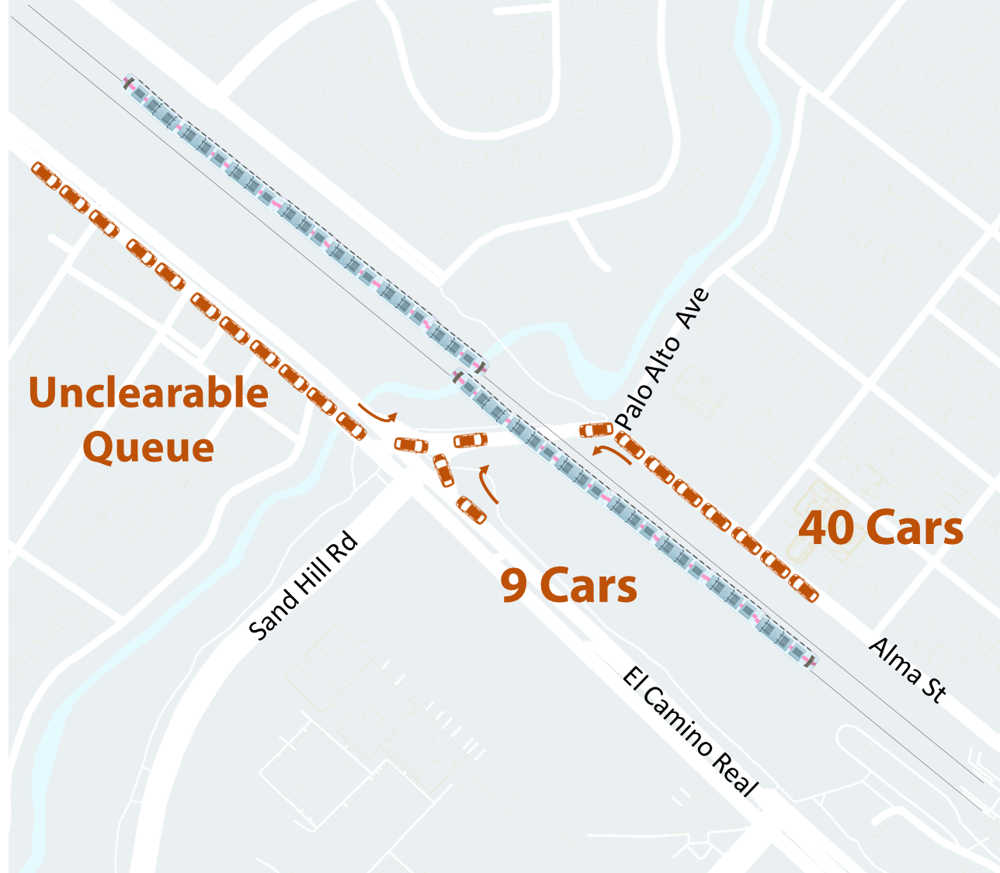 Palo Alto Ave
Unclearable
Queue
40 Cars
Sand Hill Rd
9 Cars
Alma St
El Camino Real